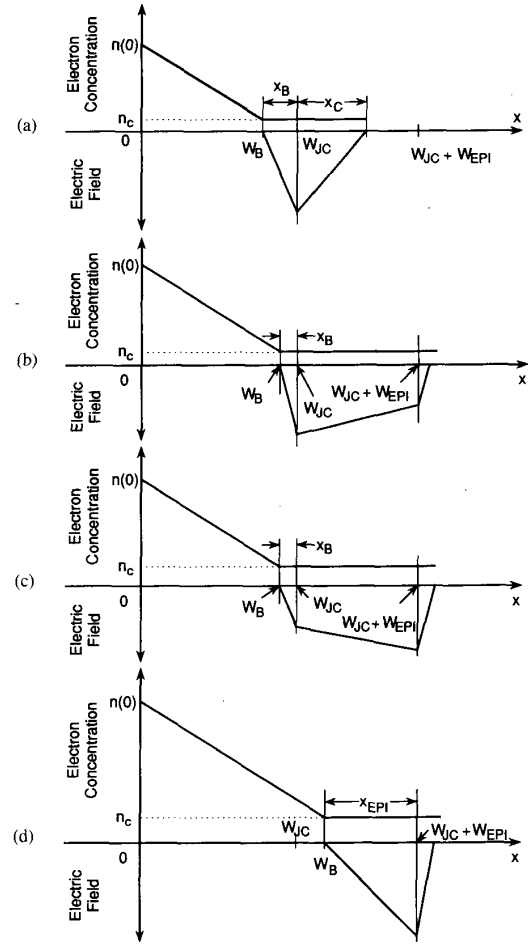 (a)
Electron
Concentration
Electric
Field
n(0)
n_c
0
x_B
x_C
W_B
W_JC
W_JC + W_EPI
x
(b)
Electron
Concentration
Electric
Field
n(0)
n_c
0
x_B
W_B
W_JC
W_JC + W_EPI
x
(c)
Electron
Concentration
Electric
Field
n(0)
n_c
0
x_B
W_B
W_JC
W_JC + W_EPI
x
(d)
Electron
Concentration
Electric
Field
n(0)
n_c
0
x_EPI
W_JC
W_B
W_JC + W_EPI
x